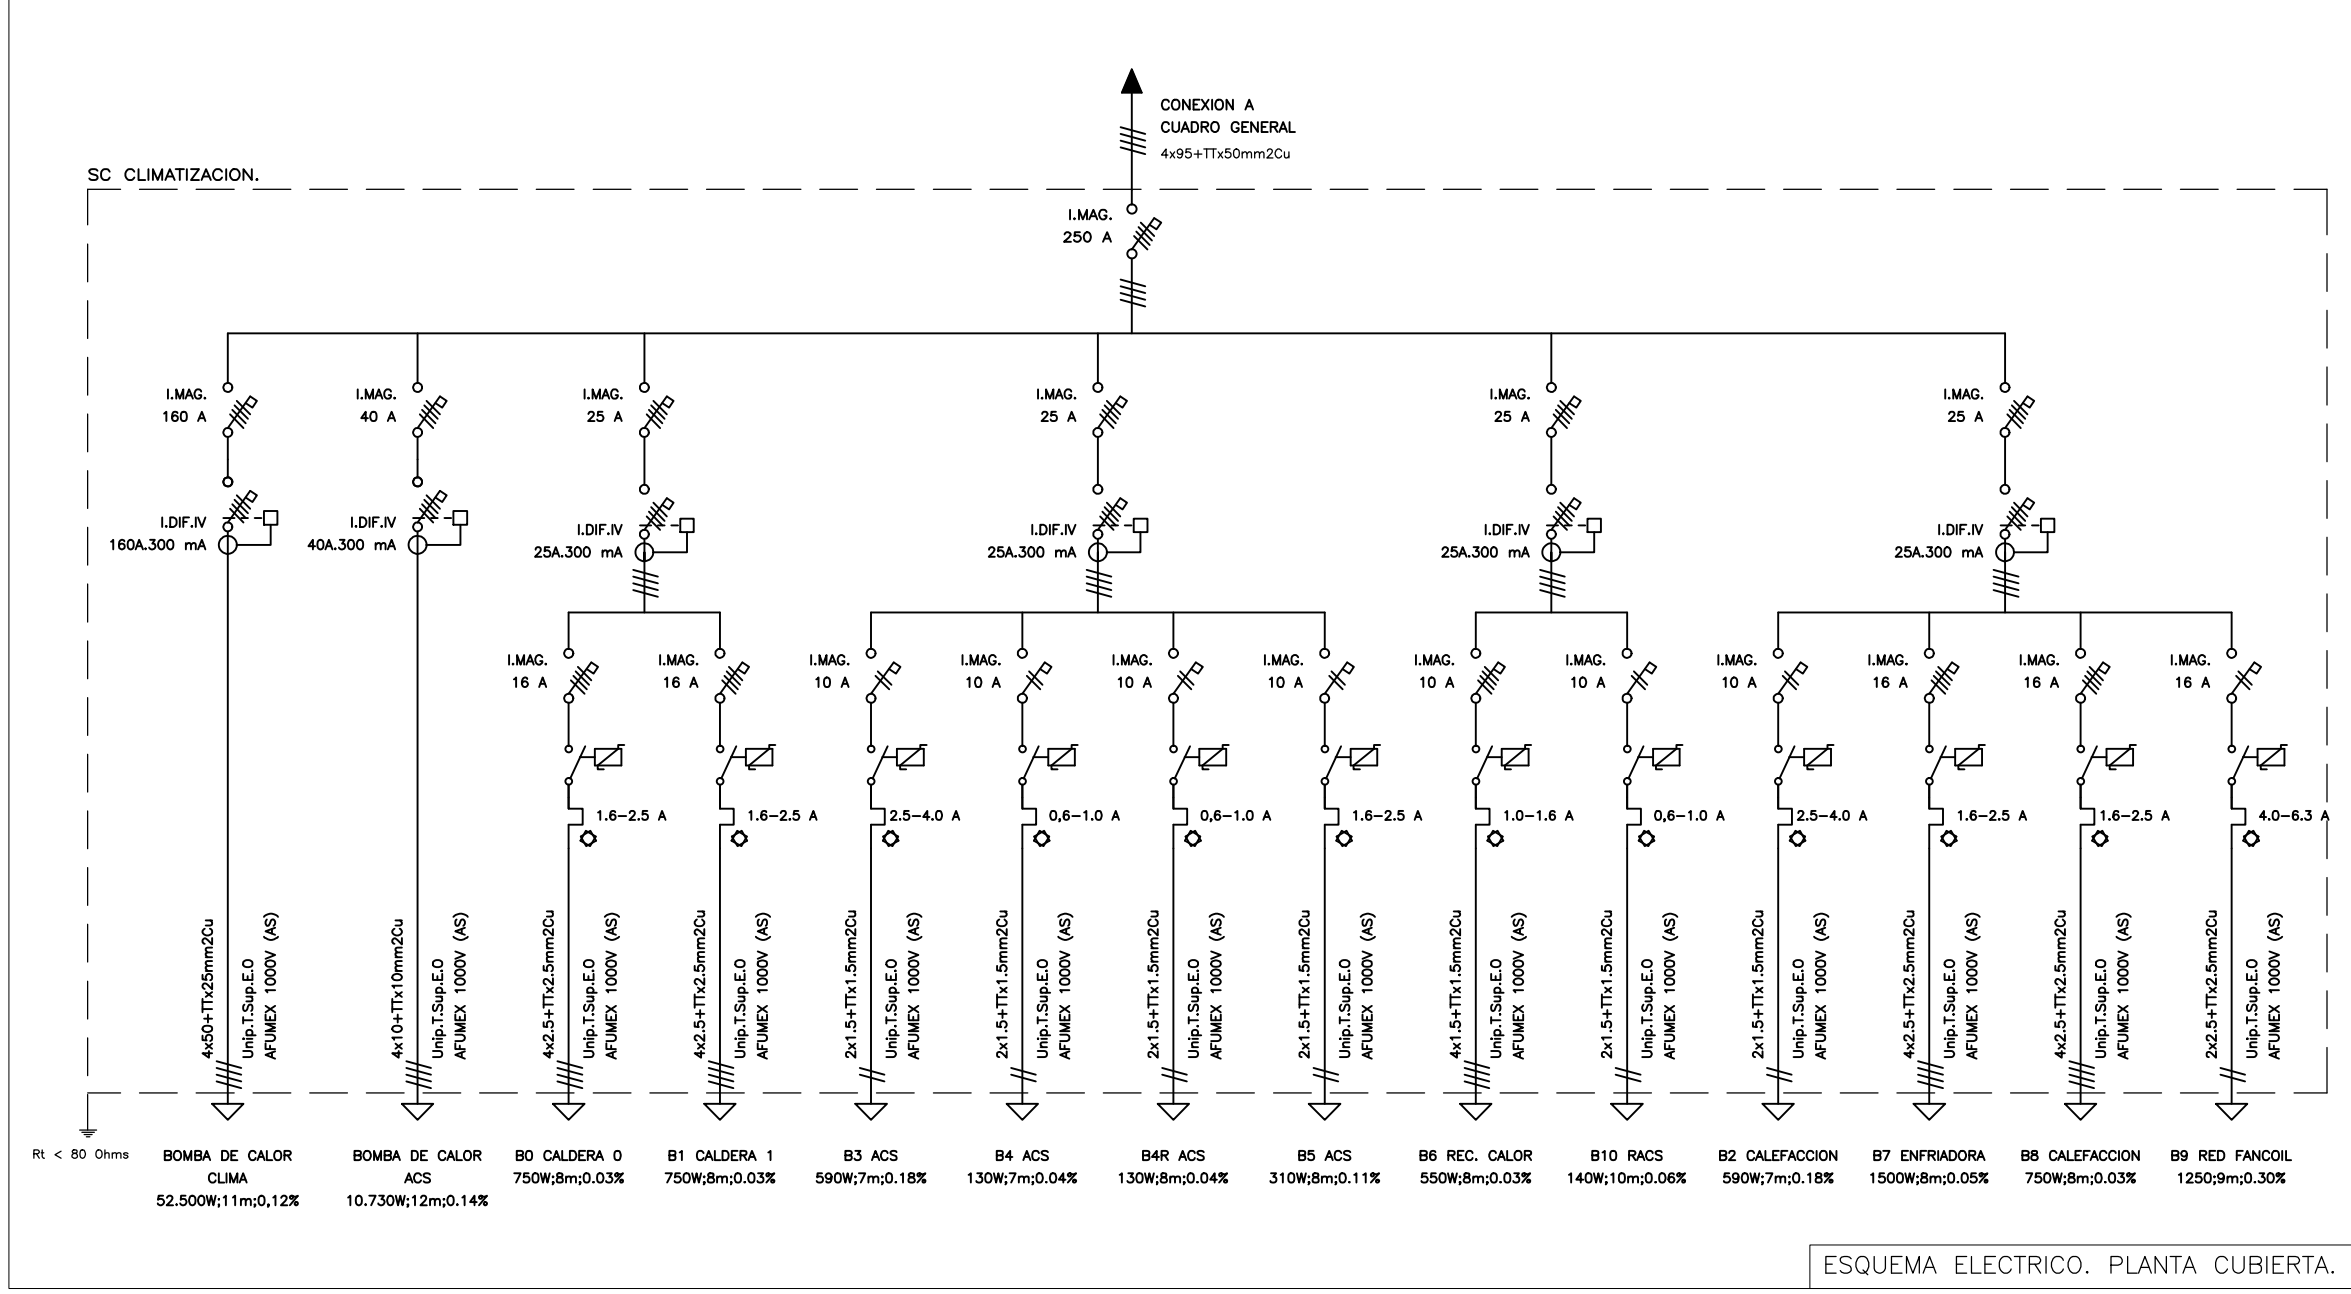 CONEXION A
CUADRO GENERAL
4x95+TTx50mm2Cu
SC CLIMATIZACION.
I.MAG.
250 A
I.MAG.
160 A
I.MAG.
40 A
I.MAG.
25 A
I.MAG.
25 A
I.MAG.
25 A
I.MAG.
25 A
I.DIF.IV
160A.300 mA
I.DIF.IV
40A.300 mA
I.DIF.IV
25A.300 mA
I.DIF.IV
25A.300 mA
I.DIF.IV
25A.300 mA
I.DIF.IV
25A.300 mA
I.MAG.
16 A
I.MAG.
16 A
I.MAG.
10 A
I.MAG.
10 A
I.MAG.
10 A
I.MAG.
10 A
I.MAG.
10 A
I.MAG.
10 A
I.MAG.
10 A
I.MAG.
16 A
I.MAG.
16 A
I.MAG.
16 A
1.6-2.5 A
1.6-2.5 A
2.5-4.0 A
0,6-1.0 A
0,6-1.0 A
1.6-2.5 A
1.0-1.6 A
0,6-1.0 A
2.5-4.0 A
1.6-2.5 A
1.6-2.5 A
4.0-6.3 A
4x50+TTx25mm2Cu
Unip.T.Sup.E.O
AFUMEX 1000V (AS)
4x10+TTx10mm2Cu
Unip.T.Sup.E.O
AFUMEX 1000V (AS)
4x2.5+TTx2.5mm2Cu
Unip.T.Sup.E.O
AFUMEX 1000V (AS)
4x2.5+TTx2.5mm2Cu
Unip.T.Sup.E.O
AFUMEX 1000V (AS)
2x1.5+TTx1.5mm2Cu
Unip.T.Sup.E.O
AFUMEX 1000V (AS)
2x1.5+TTx1.5mm2Cu
Unip.T.Sup.E.O
AFUMEX 1000V (AS)
2x1.5+TTx1.5mm2Cu
Unip.T.Sup.E.O
AFUMEX 1000V (AS)
2x1.5+TTx1.5mm2Cu
Unip.T.Sup.E.O
AFUMEX 1000V (AS)
4x1.5+TTx1.5mm2Cu
Unip.T.Sup.E.O
AFUMEX 1000V (AS)
2x1.5+TTx1.5mm2Cu
Unip.T.Sup.E.O
AFUMEX 1000V (AS)
2x1.5+TTx1.5mm2Cu
Unip.T.Sup.E.O
AFUMEX 1000V (AS)
4x2.5+TTx2.5mm2Cu
Unip.T.Sup.E.O
AFUMEX 1000V (AS)
4x2.5+TTx2.5mm2Cu
Unip.T.Sup.E.O
AFUMEX 1000V (AS)
2x2.5+TTx2.5mm2Cu
Unip.T.Sup.E.O
AFUMEX 1000V (AS)
Rt < 80 Ohms
BOMBA DE CALOR
CLIMA
52.500W;11m;0,12%
BOMBA DE CALOR
ACS
10.730W;12m;0.14%
B0 CALDERA 0
750W;8m;0.03%
B1 CALDERA 1
750W;8m;0.03%
B3 ACS
590W;7m;0.18%
B4 ACS
130W;7m;0.04%
B4R ACS
130W;8m;0.04%
B5 ACS
310W;8m;0.11%
B6 REC. CALOR
550W;8m;0.03%
B10 RACS
140W;10m;0.06%
B2 CALEFACCION
590W;7m;0.18%
B7 ENFRIADORA
1500W;8m;0.05%
B8 CALEFACCION
750W;8m;0.03%
B9 RED FANCOIL
1250;9m;0.30%
ESQUEMA ELECTRICO. PLANTA CUBIERTA.